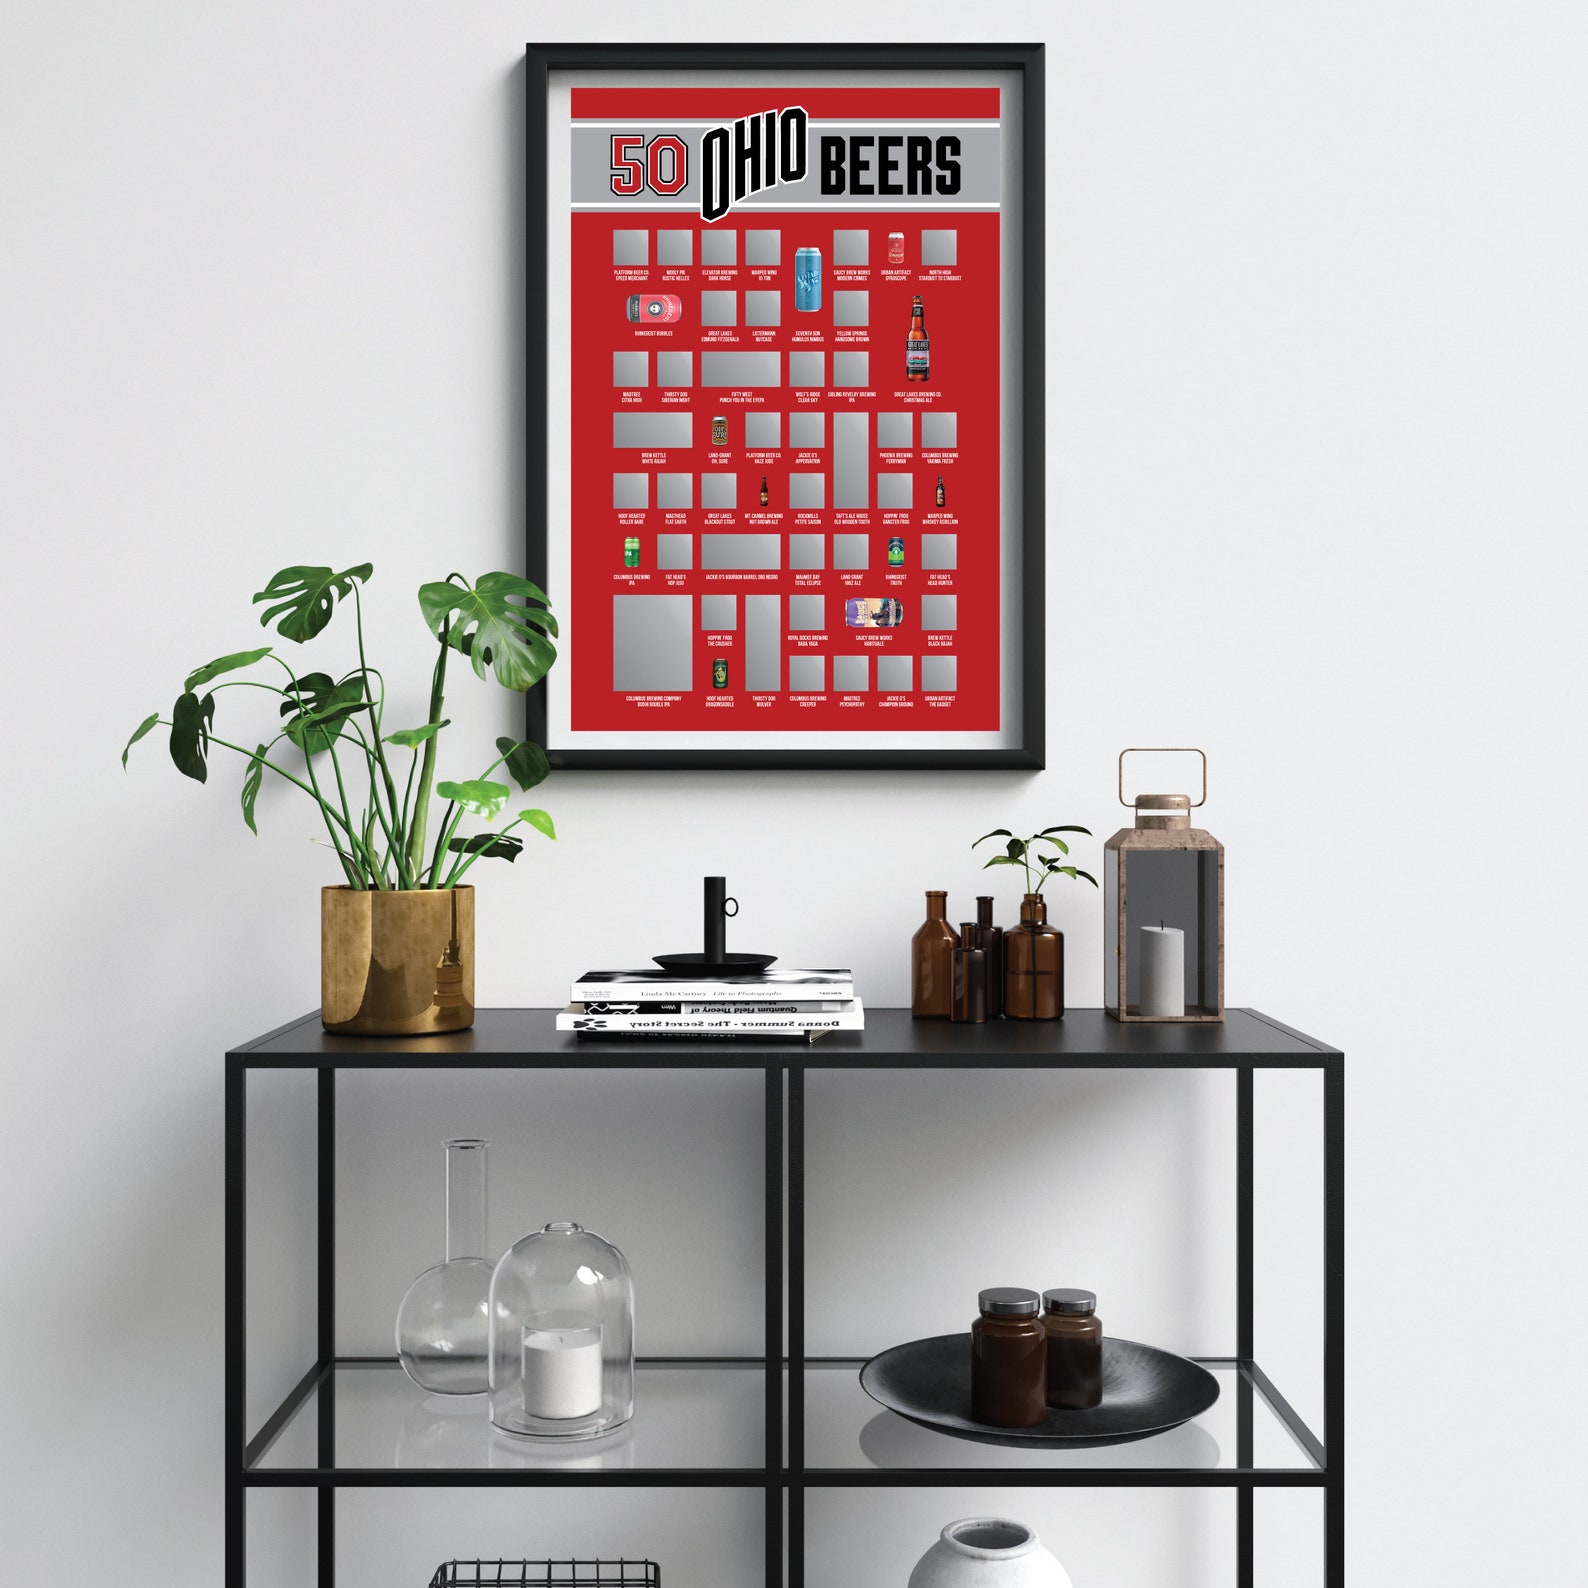 50 OHIO BEERS
PLATFORM BEER CO.
SPEED MERCHANT
WOOLY PIG
RUSTIC HELLES
ELEVATOR BREWING
DARK HORSE
WARPED WING
10 TON
SAUCY BREW WORKS
MODERN CRIMES
URBAN ARTIFACT
GYROSCOPE
NORTH HIGH
STARDUST TO STARDUST
RHINEGEIST BUBBLES
GREAT LAKES
EDMUND FITZGERALD
LISTERMANN
NUTCASE
SEVENTH SON
HUMULUS NIMBUS
YELLOW SPRINGS
HANDSOME BROWN
GREAT LAKES
MADTREE
CITRA HIGH
THIRSTY DOG
SIBERIAN NIGHT
FIFTY WEST
PUNCH YOU IN THE EYEPA
WOLF'S RIDGE
CLEAR SKY
SIBLING REVELRY BREWING
IPA
GREAT LAKES BREWING CO.
CHRISTMAS ALE
BREW KETTLE
WHITE RAJAH
LAND-GRANT
OH, SURE
PLATFORM BEER CO.
HAZE JUDE
JACKIE O'S
APPERVATION
PHOENIX BREWING
FERRYMAN
COLUMBUS BREWING
YAKIMA FRESH
HOOF HEARTED
ROLLER BABE
MASTHEAD
FLAT EARTH
GREAT LAKES
BLACKOUT STOUT
MT. CARMEL BREWING
NUT BROWN ALE
ROCKMILLS
PETITE SAISON
TAFT'S ALE HOUSE
OLD WOODEN TOOTH
HOPPIN' FROG
GANSTER FROG
WARPED WING
WHISKEY REBELLION
IPA
COLUMBUS BREWING
IPA
FAT HEAD'S
HOP JUJU
JACKIE O'S BOURBON BARREL ORO NEGRO
MAUMEE BAY
TOTAL ECLIPSE
LAND GRANT
1862 ALE
RHINEGEIST
TRUTH
FAT HEAD'S
HEAD HUNTER
HOPPIN' FROG
THE CRUSHER
ROYAL DOCKS BREWING
BABA YAGA
SAUCY BREW WORKS
HABITUALE
BREW KETTLE
BLACK RAJAH
COLUMBUS BREWING COMPANY
BODHI DOUBLE IPA
HOOF HEARTED
DRAGONSADDLE
THIRSTY DOG
WULVER
COLUMBUS BREWING
CREEPER
MADTREE
PSYCHOPATHY
JACKIE O'S
CHAMPION GROUND
URBAN ARTIFACT
THE GADGET
Linda McCartney Life in Photographs TASCHEN
Quantum Field Theory of Wen
Donna Summer - The Secret Story